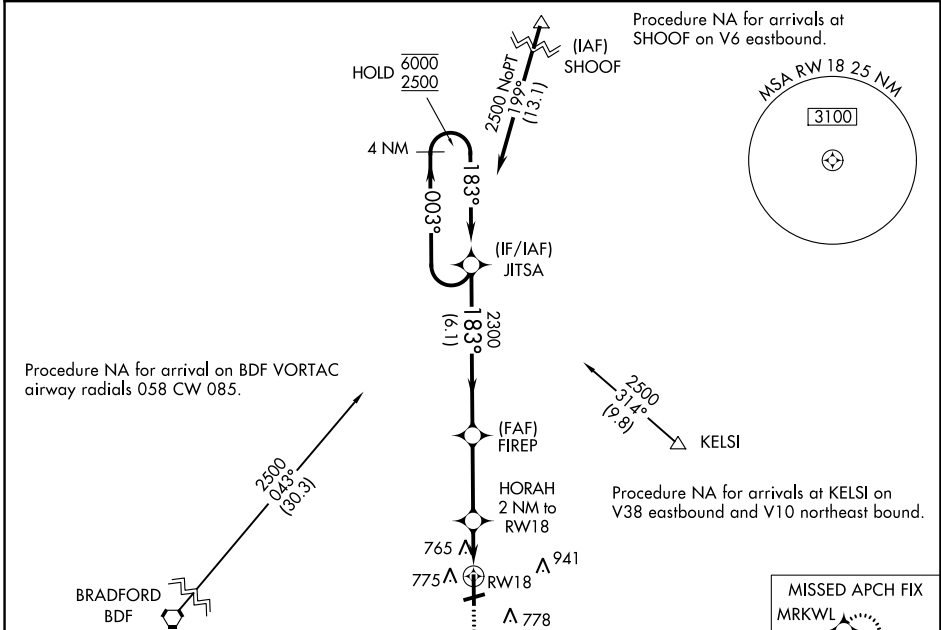 Procedure NA for arrivals at
SHOOF on V6 eastbound.
(IAF)
SHOOF
2500 NoPT
199°
(13.1)
HOLD 6000
2500
4 NM
183°
003°
MSA RW 18 25 NM
3100
(IF/IAF)
JITSA
2300
183°
(6.1)
Procedure NA for arrival on BDF VORTAC
airway radials 058 CW 085.
2500
314°
(9.8)
KELSI
(FAF)
FIREP
2500
043°
(30.3)
HORAH
2 NM to
RW18
Procedure NA for arrivals at KELSI on
V38 eastbound and V10 northeast bound.
765
941
775
RW18
778
BRADFORD
BDF
MISSED APCH FIX
MRKWL